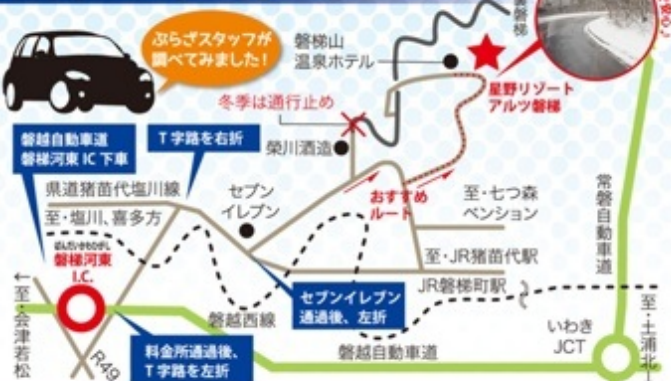 ぷらざスタッフが
調べてみました!
磐梯山
温泉ホテル
星野リゾート
アルツ磐梯
冬季は通行止め
榮川酒造
磐越自動車道
磐梯河東 IC 下車
T字路を右折
県道猪苗代塩川線
至・塩川、喜多方
セブン
イレブン
おすすめ
ルート
至・七つ森
ペンション
常磐自動車道
至・JR猪苗代駅
JR磐梯町駅
ばんだいかわひがし
磐梯河東
I.C.
←至・会津若松
R49
セブンイレブン
通過後、左折
磐越西線
料金所通過後、
T字路を左折
磐越自動車道
いわき
JCT
至・土浦北